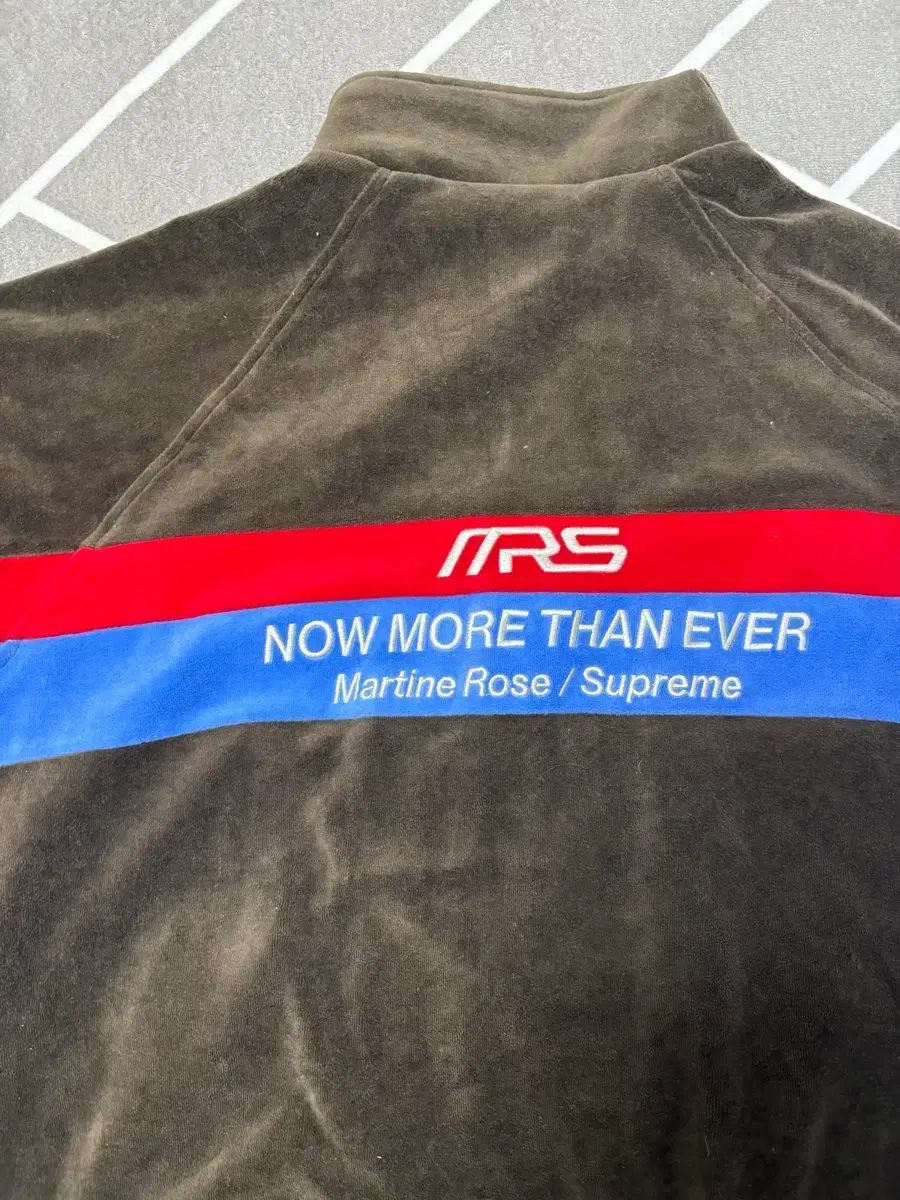 MRS
NOW MORE THAN EVER
Martine Rose / Supreme